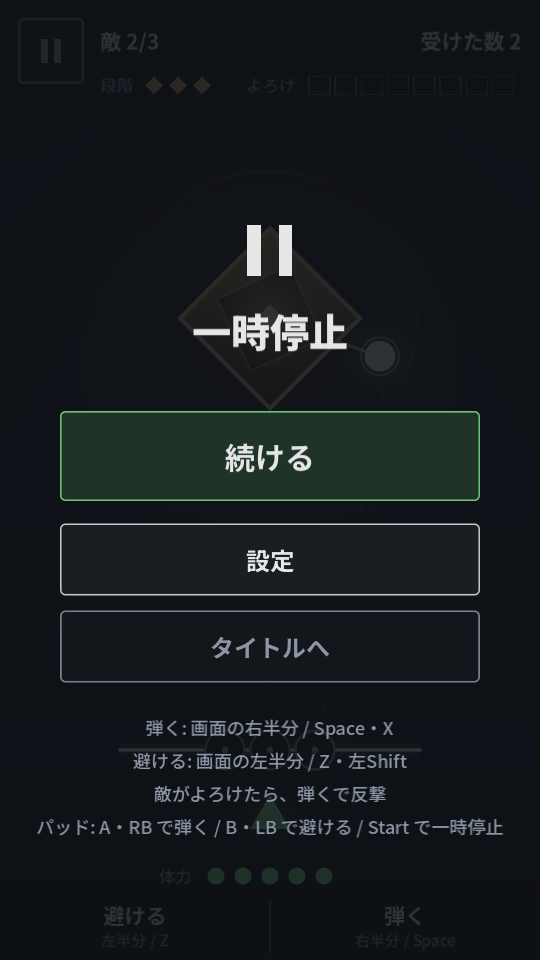 敵 2/3
受けた数 2
段階
よろけ
一時停止
続ける
設定
タイトルへ
弾く: 画面の右半分 / Space・X
避ける: 画面の左半分 / Z・左Shift
敵がよろけたら、弾くで反撃
パッド: A・RB で弾く / B・LB で避ける / Start で一時停止
体力
避ける
弾く
左半分 / Z
右半分 / Space